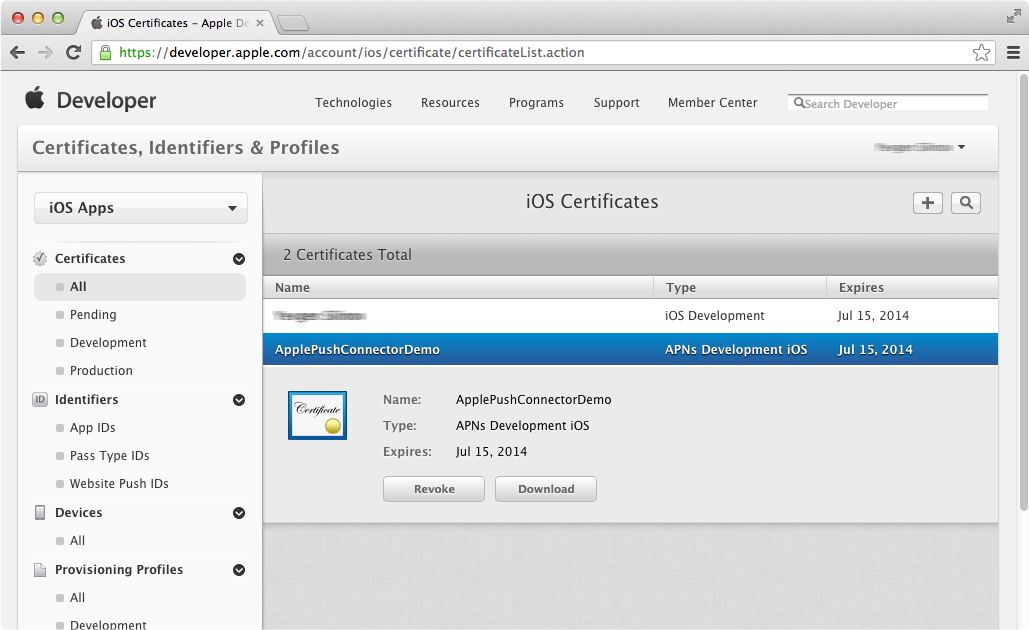 iOS Certificates – Apple De
https://developer.apple.com/account/ios/certificate/certificateList.action
Developer
Technologies
Resources
Programs
Support
Member Center
Search Developer
Certificates, Identifiers & Profiles
iOS Apps
Certificates
All
Pending
Development
Production
ID
Identifiers
App IDs
Pass Type IDs
Website Push IDs
Devices
All
Provisioning Profiles
All
Development
iOS Certificates
2 Certificates Total
Name Type Expires
iOS Development Jul 15, 2014
ApplePushConnectorDemo APNs Development iOS Jul 15, 2014
Certificate
Name: ApplePushConnectorDemo
Type: APNs Development iOS
Expires: Jul 15, 2014
Revoke Download